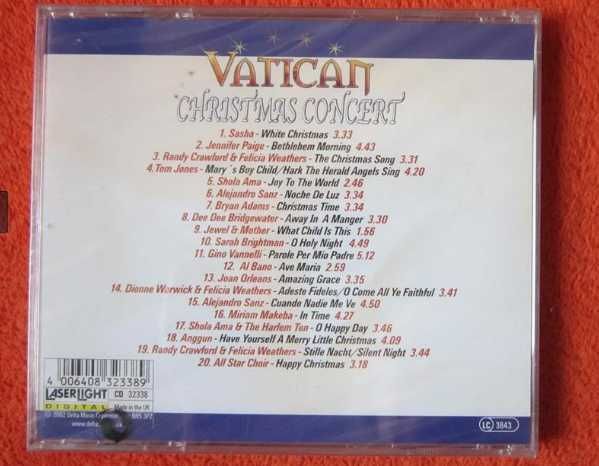 VATICAN
CHRISTMAS CONCERT
1. Sasha - White Christmas 3.33
2. Jennifer Paige - Bethlehem Morning 4.43
3. Randy Crawford & Felicia Weathers - The Christmas Song 3.31
4.Tom Jones - Mary´s Boy Child/Hark The Herald Angels Sing 4.20
5. Shola Ama - Joy To The World 2.46
6. Alejandro Sanz - Noche De Luz 3.34
7. Bryan Adams - Christmas Time 3.34
8. Dee Dee Bridgewater - Away In A Manger 3.30
9. Jewel & Mother - What Child Is This 1.56
10. Sarah Brightman - O Holy Night 4.49
11. Gino Vannelli - Parole Per Mio Padre 5.12
12. Al Bano - Ave Maria 2.59
13. Joan Orleans - Amazing Grace 3.35
14. Dionne Warwick & Felicia Weathers - Adeste Fideles/O Come All Ye Faithful 3.41
15. Alejandro Sanz - Cuando Nadie Me Ve 4.50
16. Miriam Makeba - In Time 4.27
17. Shola Ama & The Harlem Ten - O Happy Day 3.46
18. Anggun - Have Yourself A Merry Little Christmas 4.09
19. Randy Crawford & Felicia Weathers - Stille Nacht/Silent Night 3.44
20. All Star Choir - Happy Christmas 3.18
4 006408 323389
LASERLIGHT CD 32338
DIGITAL Made in the UK
© 2002 Delta Music BR5 3PZ
www.delta
LC 3843